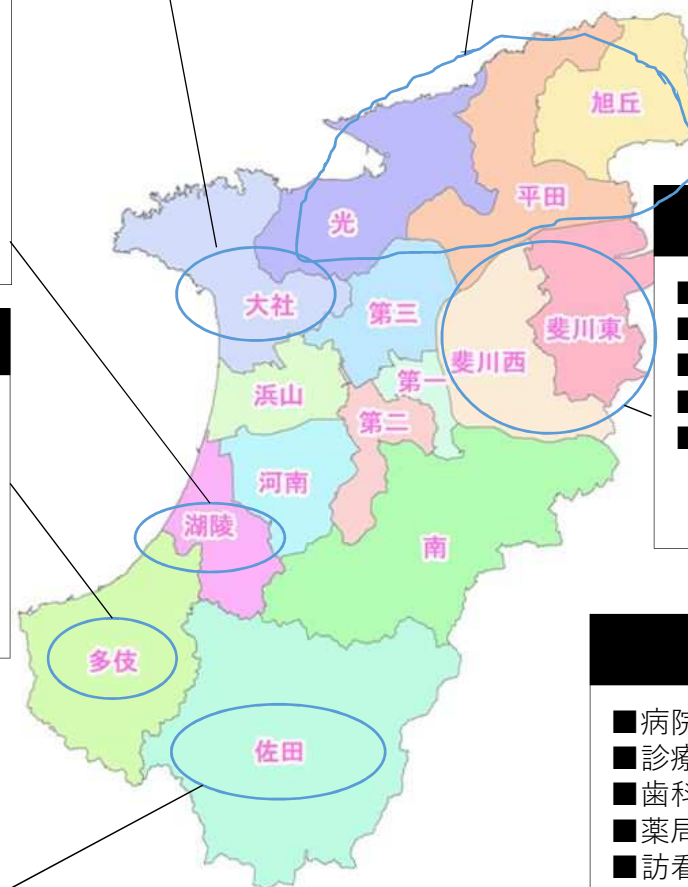 旭丘
平田
光
大社
第三
斐川東
斐川西
第一
浜山
第二
河南
湖陵
南
多伎
佐田
■
■
■
■
■
■病院
■診療
■歯科
■薬局
■訪看